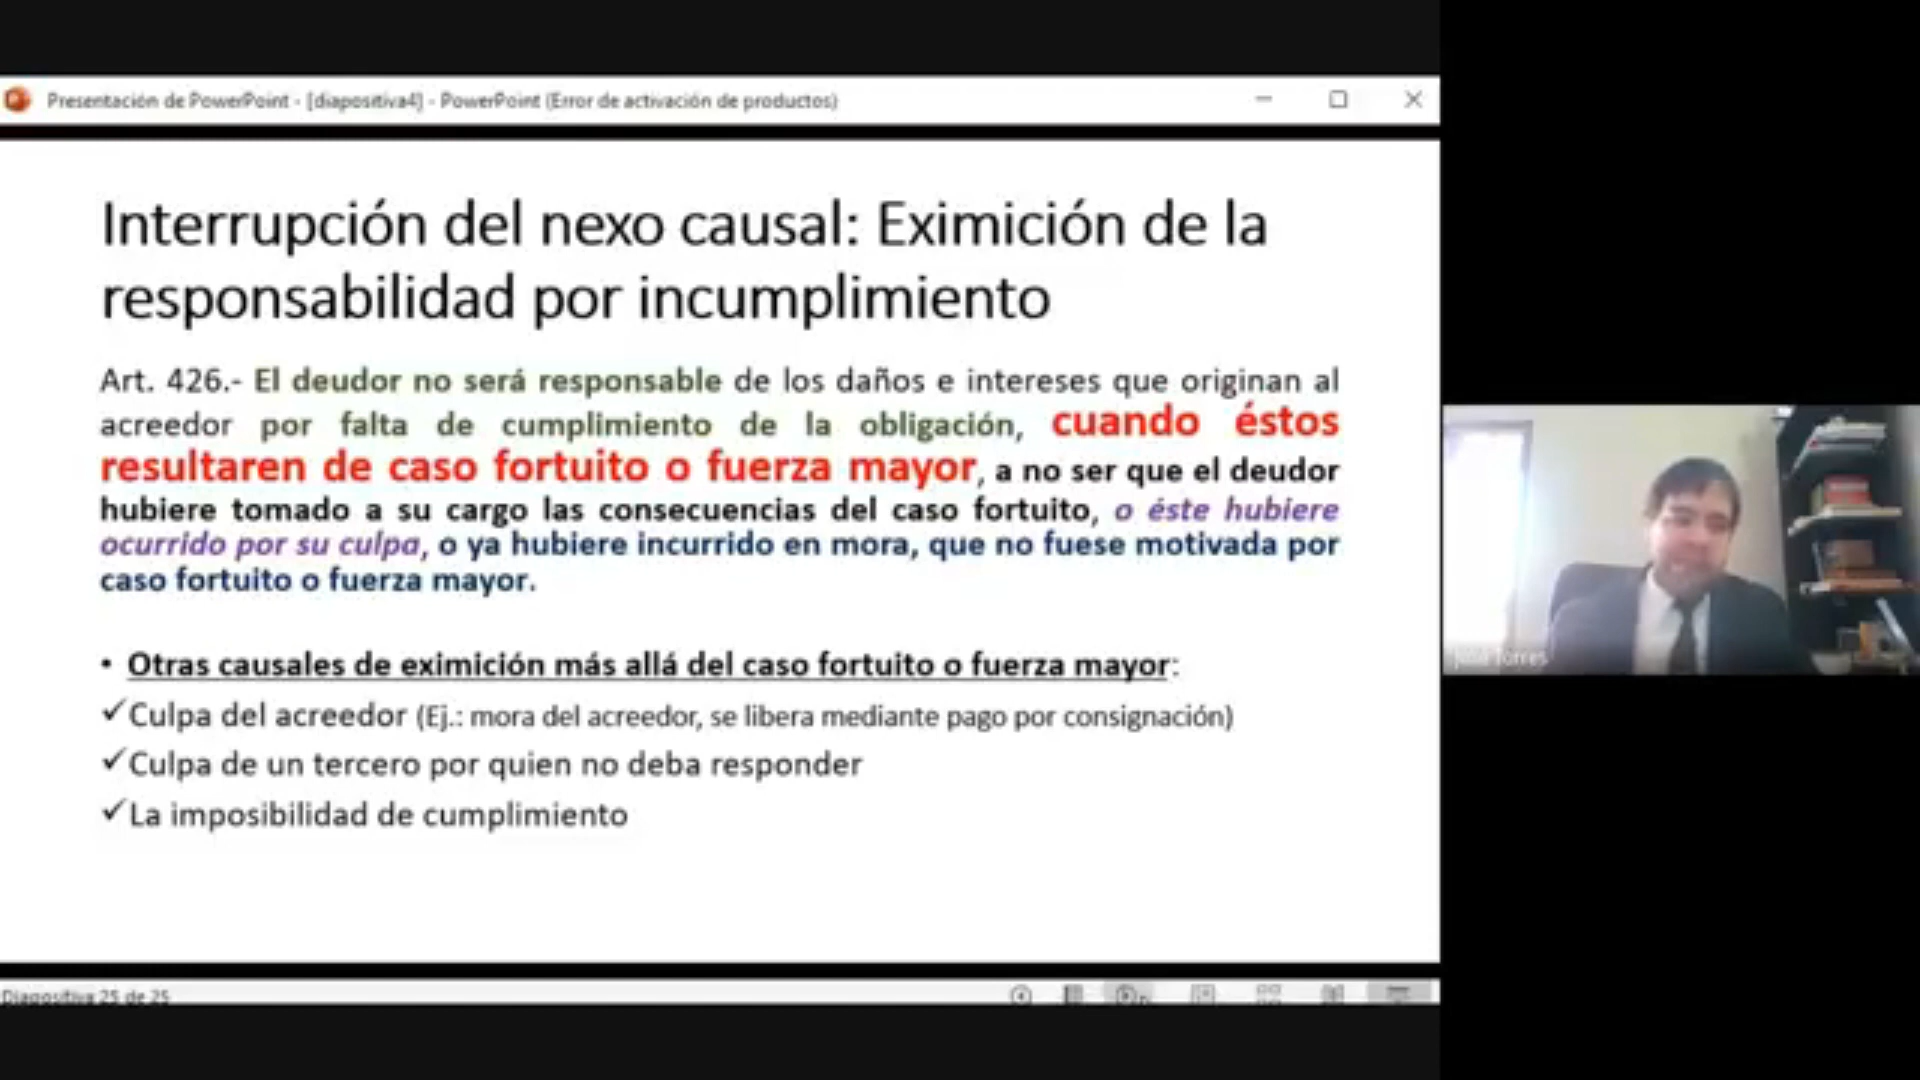 Presentación de PowerPoint - [diapositiva4] - PowerPoint (Error de activación de productos)
Interrupción del nexo causal: Eximición de la
responsabilidad por incumplimiento
Art. 426.- El deudor no será responsable de los daños e intereses que originan al
acreedor por falta de cumplimiento de la obligación, cuando éstos
resultaren de caso fortuito o fuerza mayor, a no ser que el deudor
hubiere tomado a su cargo las consecuencias del caso fortuito, o éste hubiere
ocurrido por su culpa, o ya hubiere incurrido en mora, que no fuese motivada por
caso fortuito o fuerza mayor.
• Otras causales de eximición más allá del caso fortuito o fuerza mayor:
✓Culpa del acreedor (Ej.: mora del acreedor, se libera mediante pago por consignación)
✓Culpa de un tercero por quien no deba responder
✓La imposibilidad de cumplimiento
Torres
Diapositiva 25 de 25